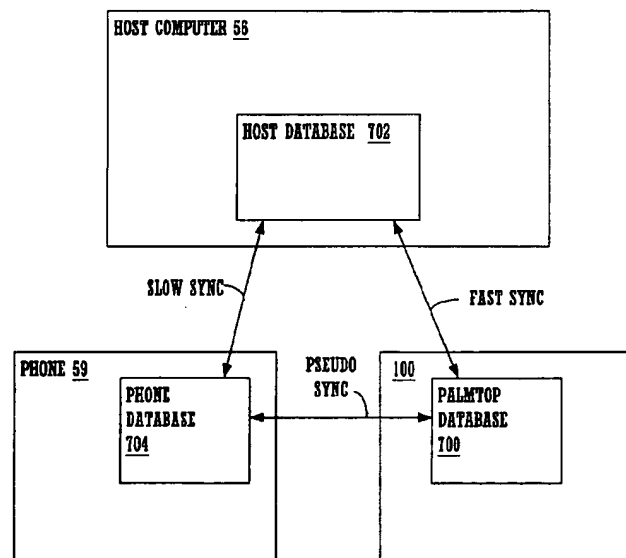 HOST COMPUTER 56
HOST DATABASE 702
SLOW SYNC
FAST SYNC
PHONE 59
PHONE
DATABASE
704
PSEUDO
SYNC
100
PALMTOP
DATABASE
700